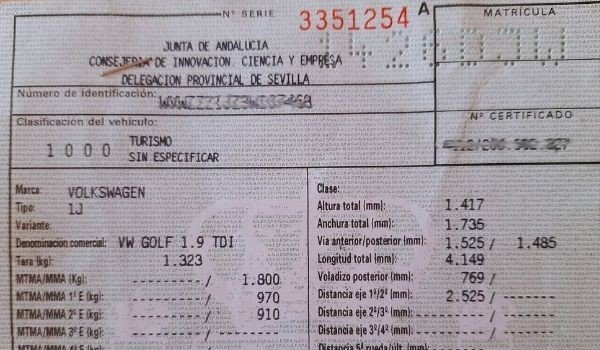 Nº SERIE 3351254 A
MATRÍCULA
JUNTA DE ANDALUCIA
CONSEJERIA DE INNOVACION, CIENCIA Y EMPRESA
DELEGACION PROVINCIAL DE SEVILLA
Número de identificación:
Nº CERTIFICADO
Clasificación del vehículo:
1000 TURISMO
SIN ESPECIFICAR
Marca: VOLKSWAGEN
Tipo: 1J
Variante:
Denominación comercial: VW GOLF 1.9 TDI
Tara (kg): 1.323
MTMA/MMA (Kg): --------/ 1.800
MTMA/MMA 1º E (kg): --------/ 970
MTMA/MMA 2º E (kg): --------/ 910
MTMA/MMA 3º E (kg): --------/ -------
Clase:
Altura total (mm): 1.417
Anchura total (mm): 1.735
Via anterior/posterior (mm): 1.525 / 1.485
Longitud total (mm): 4.149
Voladizo posterior (mm): 769 /
Distancia eje 1º/2º (mm): 2.525 / -------
Distancia eje 2º/3º (mm): -------/ -------
Distancia eje 3º/4º (mm): -------/ -------